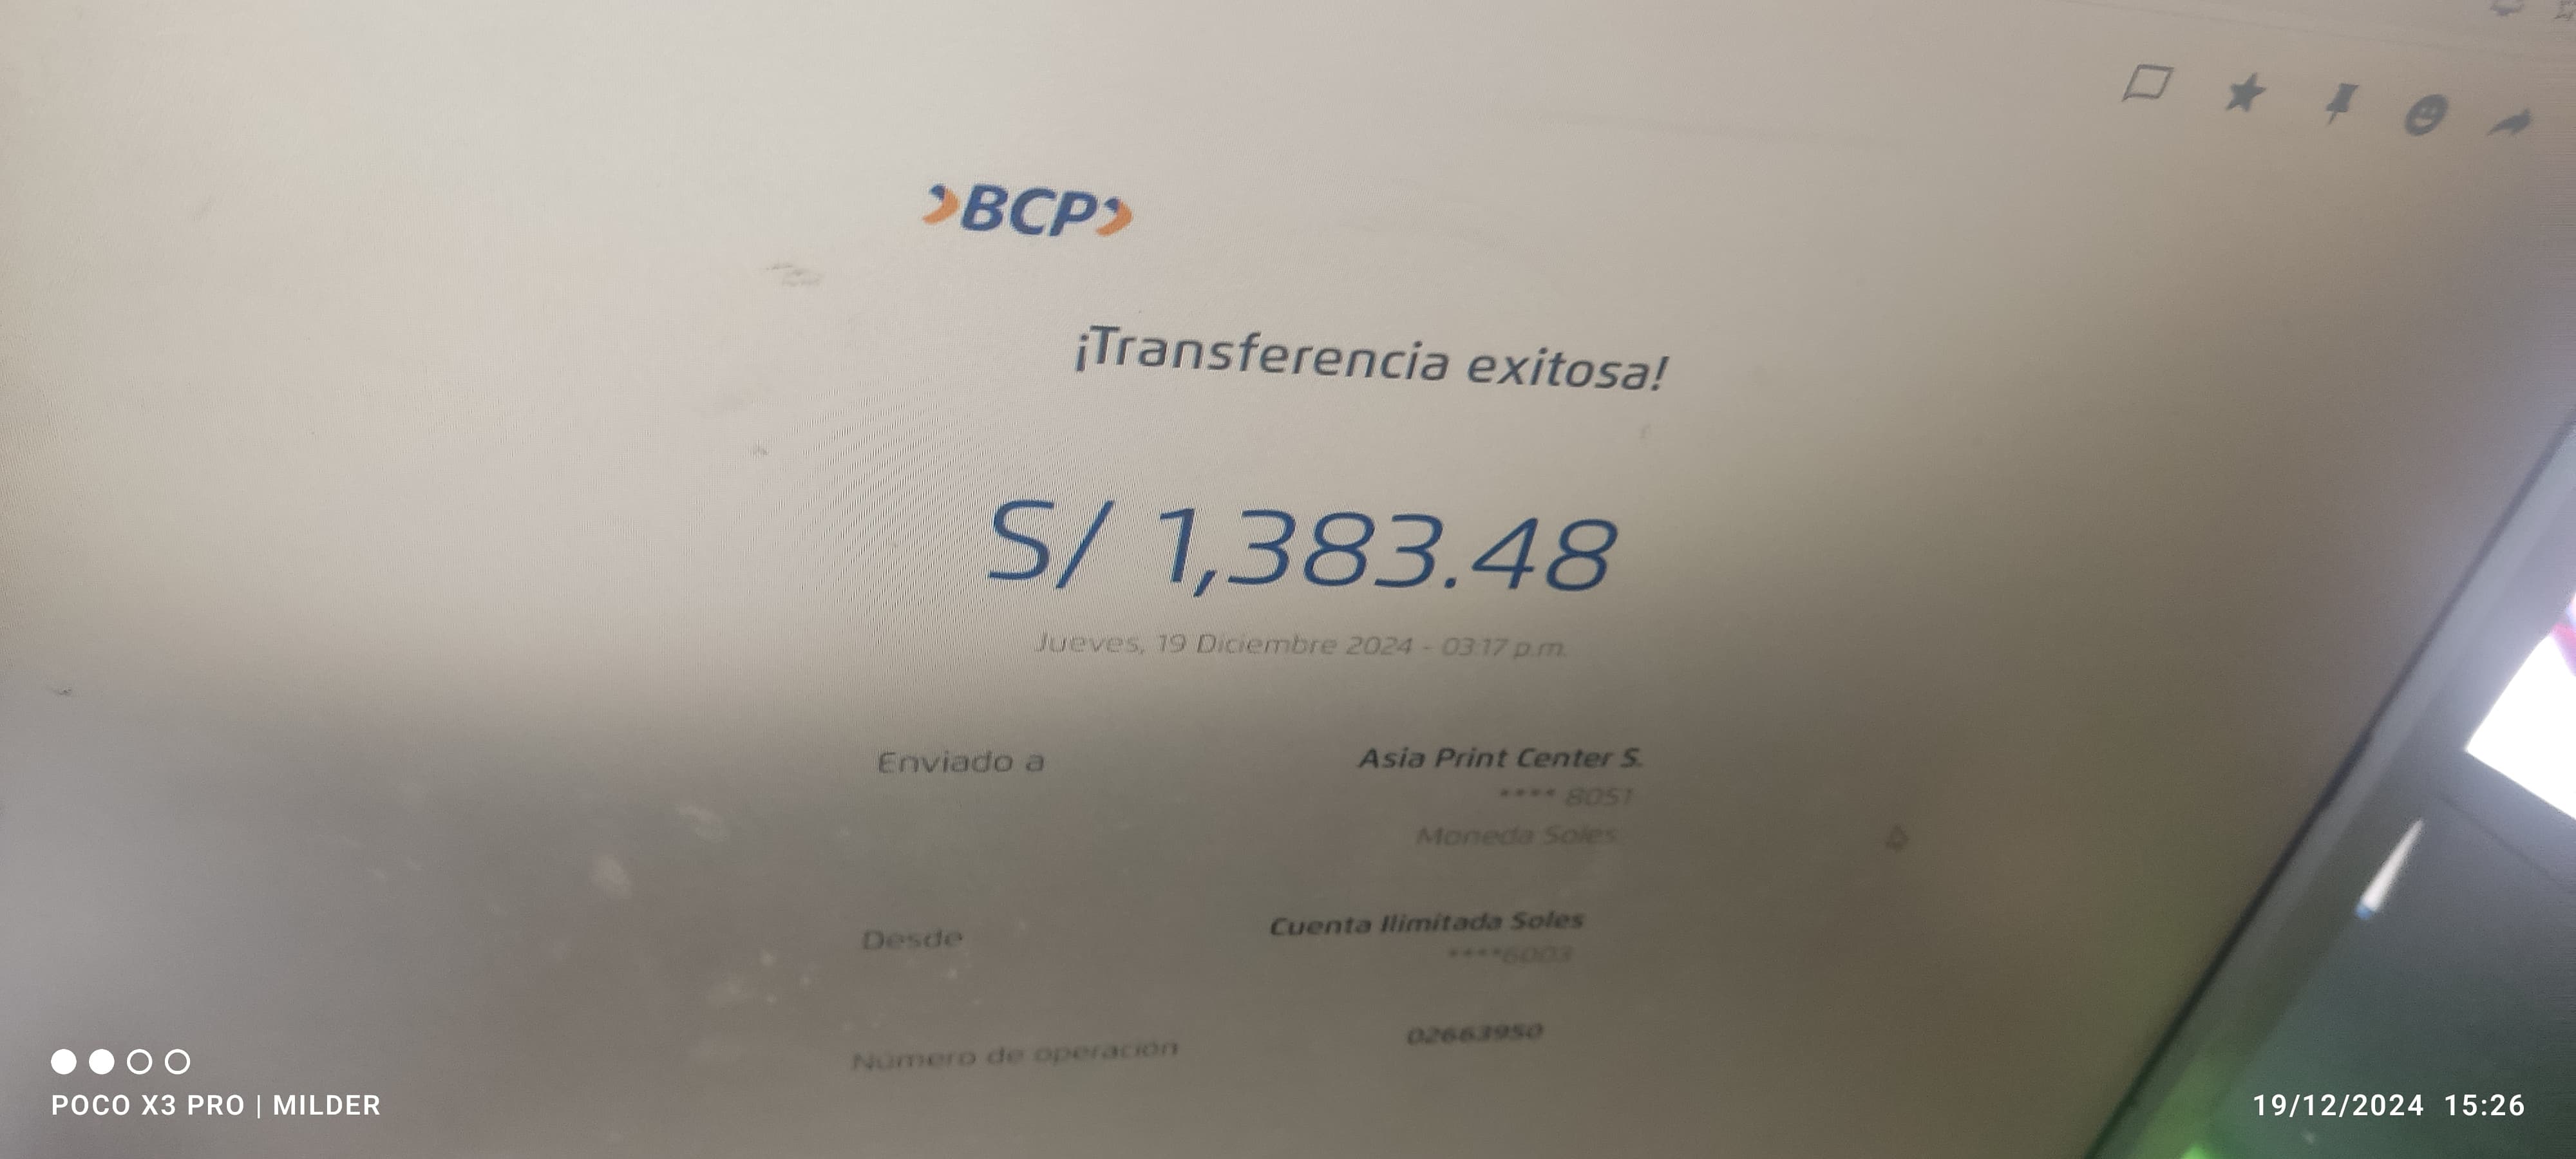 BCP
¡Transferencia exitosa!
S/ 1,383.48
Jueves, 19 Diciembre 2024 - 03:17 p.m.
Enviado a
Asia Print Center S.
**** 8051
Moneda Soles
Desde
Cuenta Ilimitada Soles
****6003
Número de operación
02663950
POCO X3 PRO | MILDER
19/12/2024 15:26